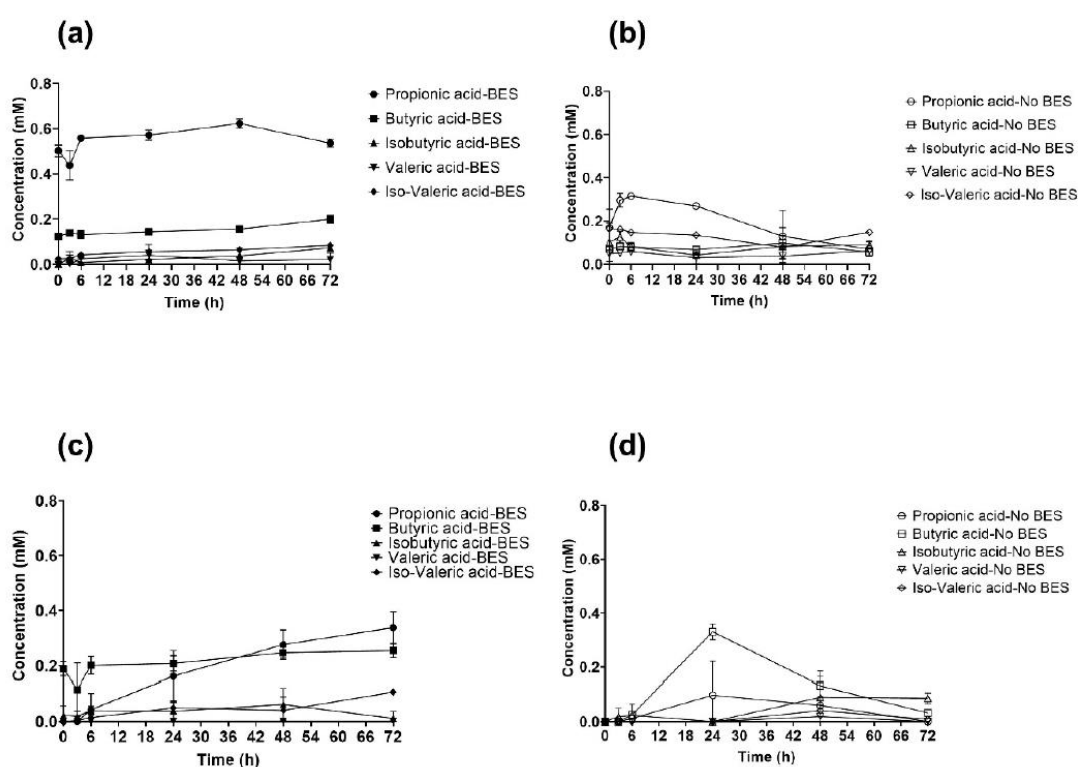 (a)
0.8
0.6
0.4
0.2
0.0
Concentration (mM)
0 6 12 18 24 30 36 42 48 54 60 66 72
Time (h)
Propionic acid-BES
Butyric acid-BES
Isobutyric acid-BES
Valeric acid-BES
Iso-Valeric acid-BES
(b)
0.8
0.6
0.4
0.2
0.0
Concentration (mM)
0 6 12 18 24 30 36 42 48 54 60 66 72
Time (h)
Propionic acid-No BES
Butyric acid-No BES
Isobutyric acid-No BES
Valeric acid-No BES
Iso-Valeric acid-No BES
(c)
0.8
0.6
0.4
0.2
0.0
Concentration (mM)
0 6 12 18 24 30 36 42 48 54 60 66 72
Time (h)
Propionic acid-BES
Butyric acid-BES
Isobutyric acid-BES
Valeric acid-BES
Iso-Valeric acid-BES
(d)
0.8
0.6
0.4
0.2
0.0
Concentration (mM)
0 6 12 18 24 30 36 42 48 54 60 66 72
Time (h)
Propionic acid-No BES
Butyric acid-No BES
Isobutyric acid-No BES
Valeric acid-No BES
Iso-Valeric acid-No BES